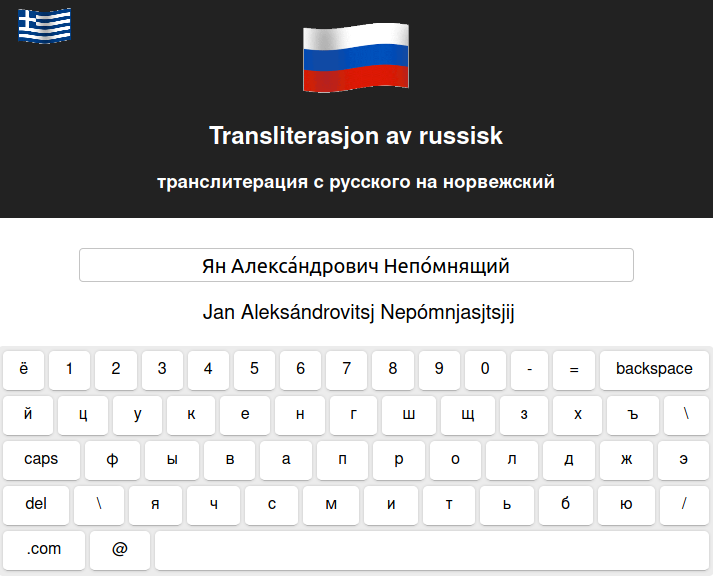 Transliterasjon av russisk
транслитерация с русского на норвежский
Ян Алекса́ндрович Непо́мнящий
Jan Aleksándrovitsj Nepómnjasjtsjij
ё 1 2 3 4 5 6 7 8 9 0 - = backspace
й ц у к е н г ш щ з х ъ \
caps ф ы в а п р о л д ж э
del \ я ч с м и т ь б ю /
.com @